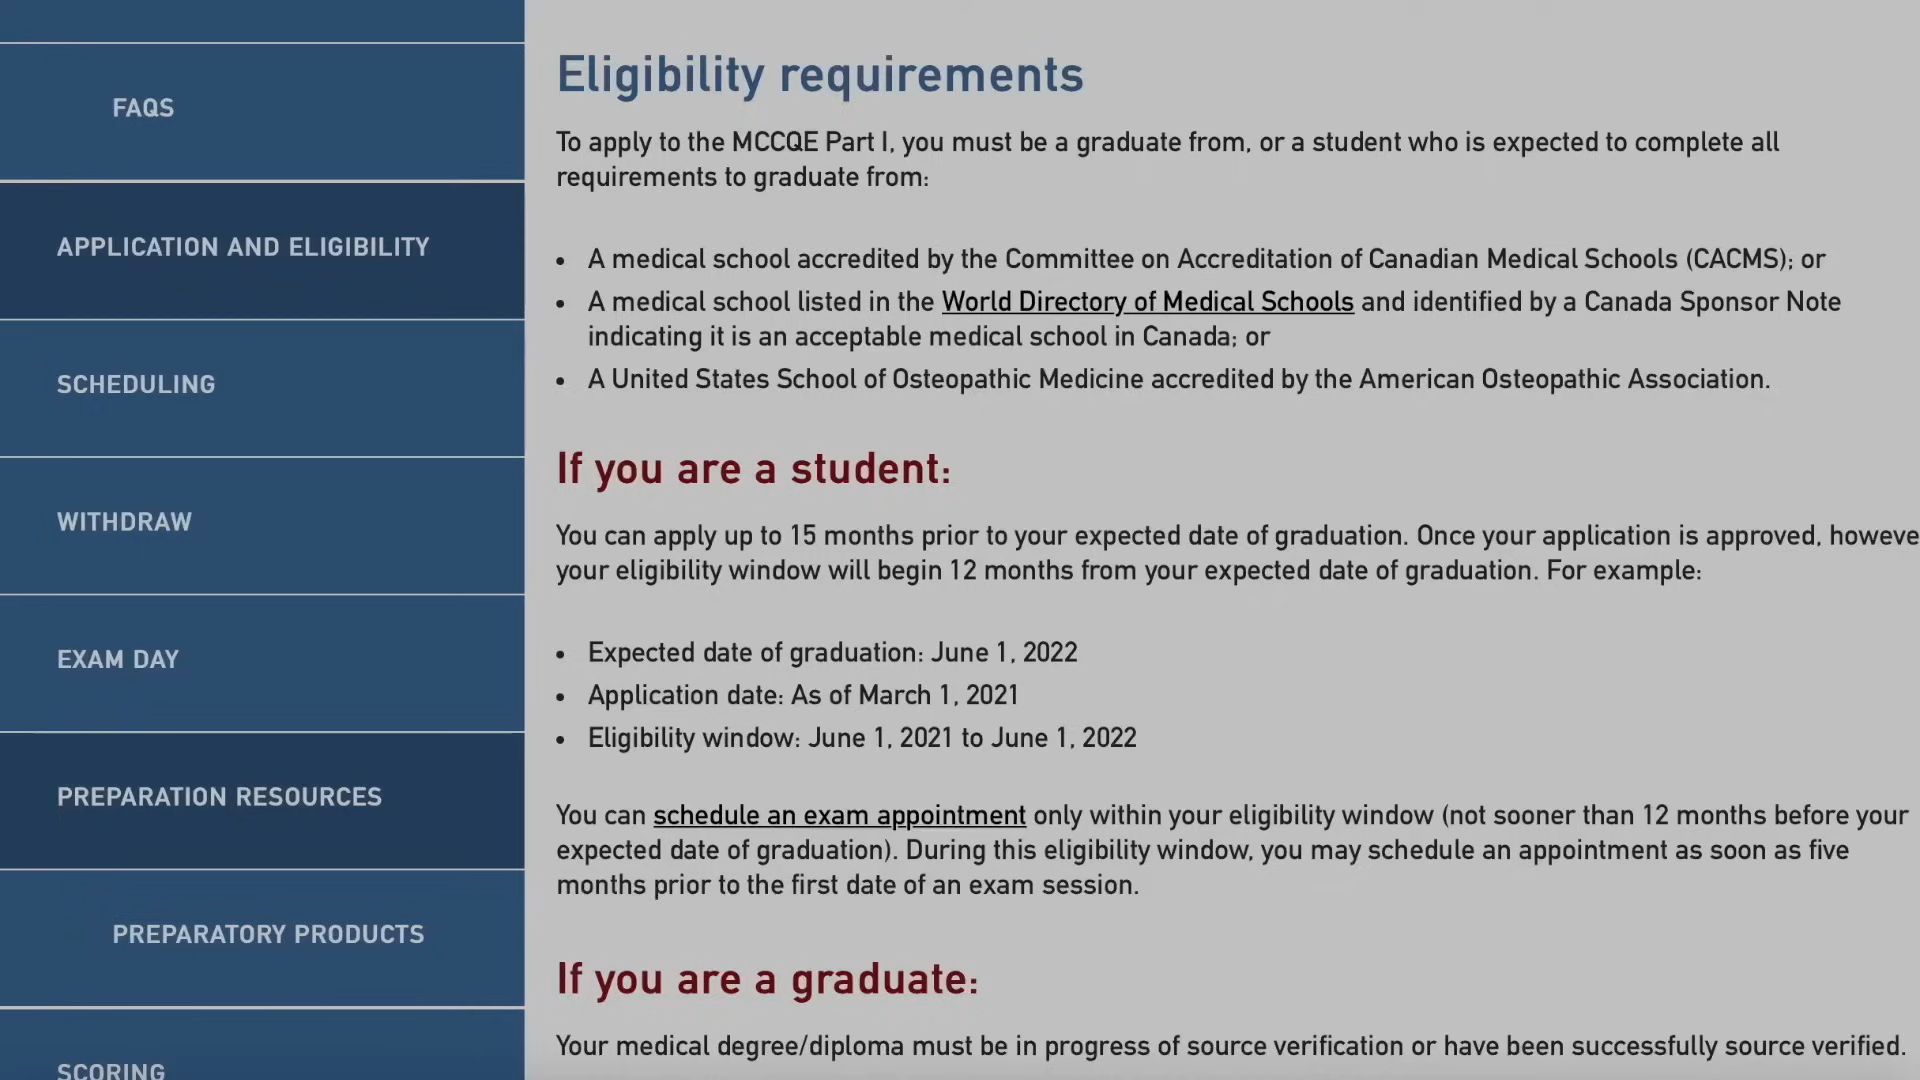 FAQS
APPLICATION AND ELIGIBILITY
SCHEDULING
WITHDRAW
EXAM DAY
PREPARATION RESOURCES
PREPARATORY PRODUCTS
SCORING
Eligibility requirements
To apply to the MCCQE Part I, you must be a graduate from, or a student who is expected to complete all
requirements to graduate from:
• A medical school accredited by the Committee on Accreditation of Canadian Medical Schools (CACMS); or
• A medical school listed in the World Directory of Medical Schools and identified by a Canada Sponsor Note
indicating it is an acceptable medical school in Canada; or
• A United States School of Osteopathic Medicine accredited by the American Osteopathic Association.
If you are a student:
You can apply up to 15 months prior to your expected date of graduation. Once your application is approved, howeve
your eligibility window will begin 12 months from your expected date of graduation. For example:
• Expected date of graduation: June 1, 2022
• Application date: As of March 1, 2021
• Eligibility window: June 1, 2021 to June 1, 2022
You can schedule an exam appointment only within your eligibility window (not sooner than 12 months before your
expected date of graduation). During this eligibility window, you may schedule an appointment as soon as five
months prior to the first date of an exam session.
If you are a graduate:
Your medical degree/diploma must be in progress of source verification or have been successfully source verified.